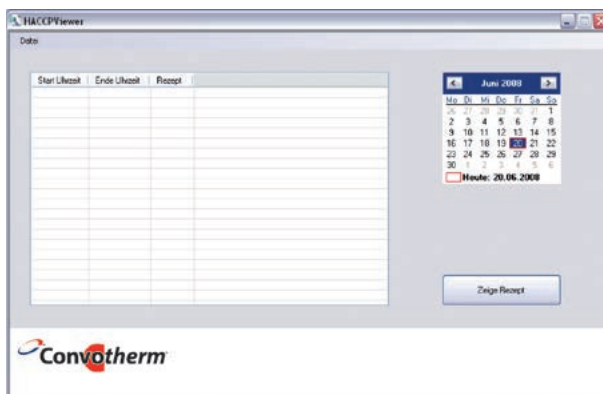 HACCPViewer
Datei
Start Uhrzeit Ende Uhrzeit Rezept
Juni 2008
Mo Di Mi Do Fr Sa So
26 27 28 29 30 31 1
2 3 4 5 6 7 8
9 10 11 12 13 14 15
16 17 18 19 20 21 22
23 24 25 26 27 28 29
30 1 2 3 4 5 6
Heute: 20.06.2008
Zeige Rezept
Convotherm